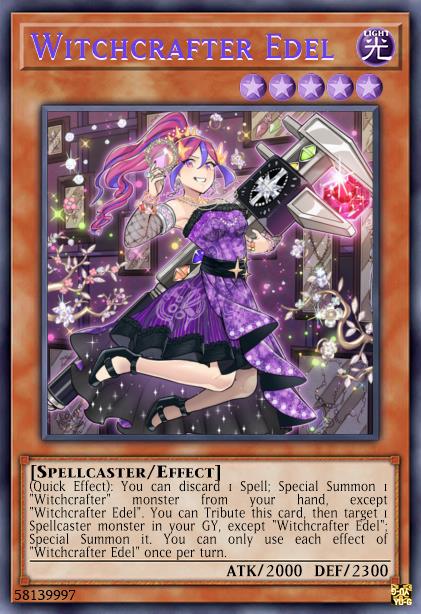 WITCHCRAFTER EDEL
LIGHT
光
[SPELLCASTER/EFFECT]
(Quick Effect): You can discard 1 Spell; Special Summon 1
"Witchcrafter" monster from your hand, except
"Witchcrafter Edel". You can Tribute this card, then target 1
Spellcaster monster in your GY, except "Witchcrafter Edel";
Special Summon it. You can only use each effect of
"Witchcrafter Edel" once per turn.
ATK/2000 DEF/2300
58139997